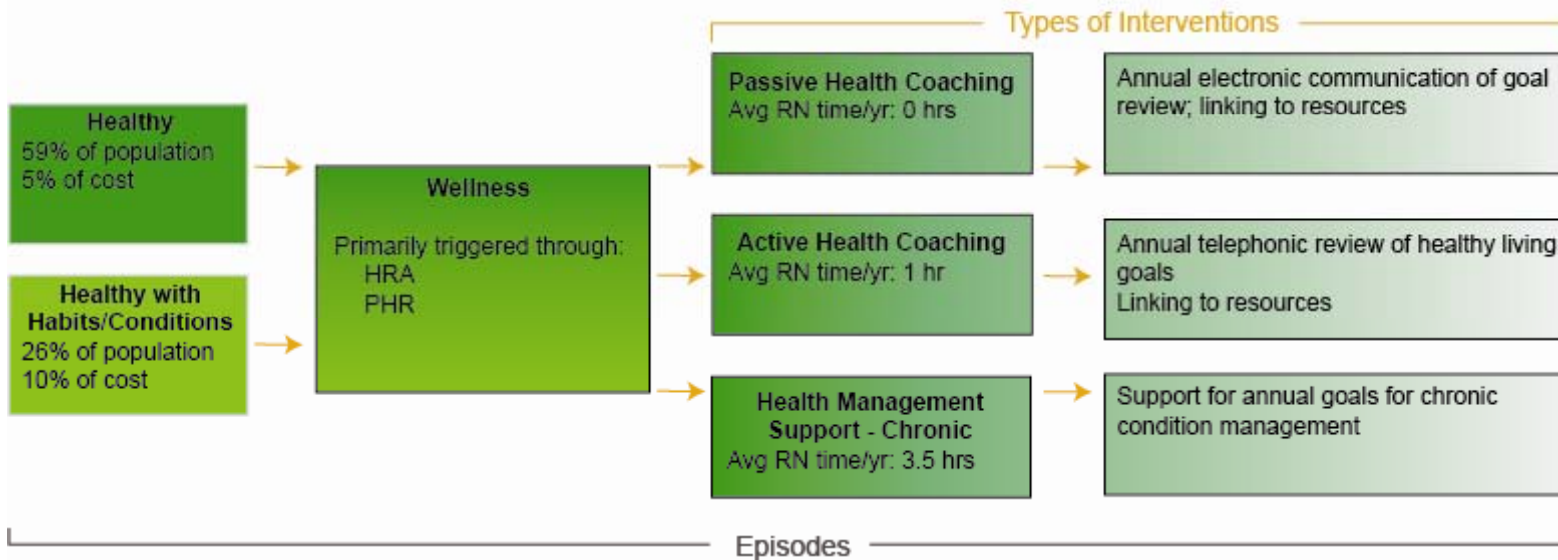 Types of Interventions
Healthy
59% of population
5% of cost
Healthy with
Habits/Conditions
26% of population
10% of cost
Wellness
Primarily triggered through:
HRA
PHR
Passive Health Coaching
Avg RN time/yr: 0 hrs
Annual electronic communication of goal
review; linking to resources
Active Health Coaching
Avg RN time/yr: 1 hr
Annual telephonic review of healthy living
goals
Linking to resources
Health Management
Support - Chronic
Avg RN time/yr: 3.5 hrs
Support for annual goals for chronic
condition management
Episodes